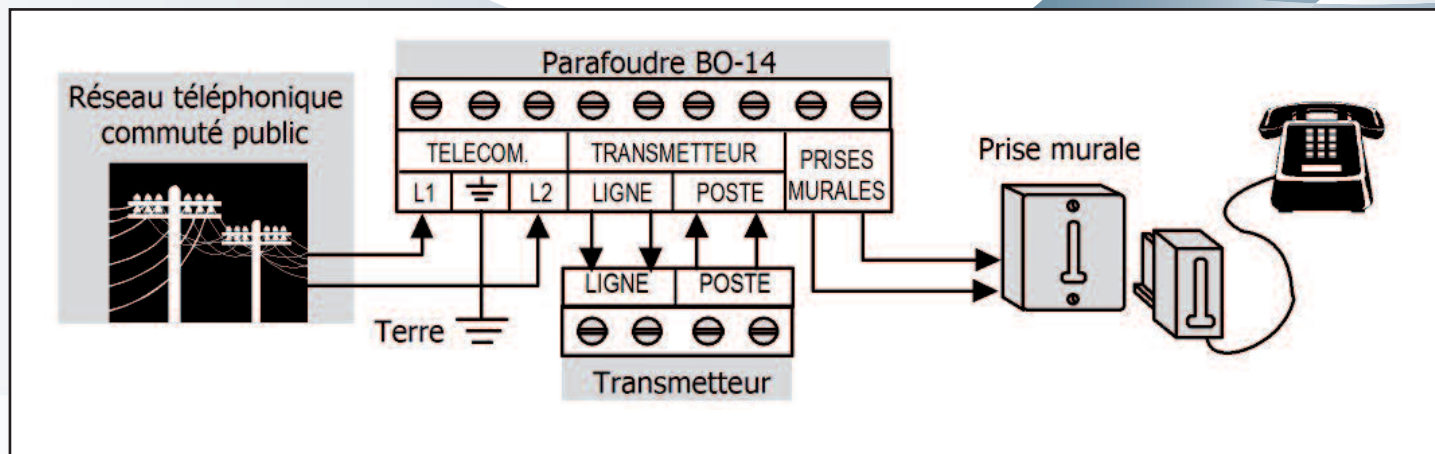 Parafoudre BO-14
Réseau téléphonique
commuté public
TELECOM.
TRANSMETTEUR
PRISES
MURALES
L1
L2
LIGNE
POSTE
Prise murale
LIGNE
POSTE
Terre
Transmetteur